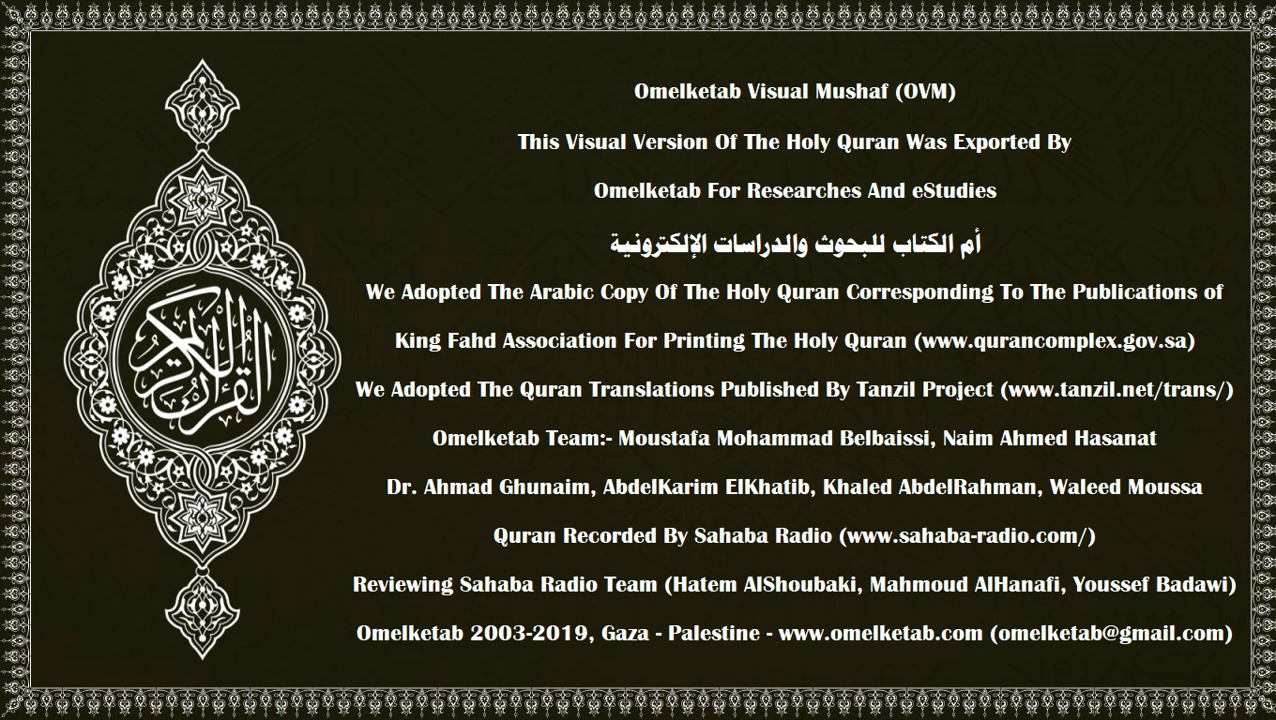 القرآن الكريم
Omelketab Visual Mushaf (OVM)
This Visual Version Of The Holy Quran Was Exported By
Omelketab For Researches And eStudies
أم الكتاب للبحوث والدراسات الإلكترونية
We Adopted The Arabic Copy Of The Holy Quran Corresponding To The Publications of
King Fahd Association For Printing The Holy Quran (www.qurancomplex.gov.sa)
We Adopted The Quran Translations Published By Tanzil Project (www.tanzil.net/trans/)
Omelketab Team:- Moustafa Mohammad Belbaissi, Naim Ahmed Hasanat
Dr. Ahmad Ghunaim, AbdelKarim ElKhatib, Khaled AbdelRahman, Waleed Moussa
Quran Recorded By Sahaba Radio (www.sahaba-radio.com/)
Reviewing Sahaba Radio Team (Hatem AlShoubaki, Mahmoud AlHanafi, Youssef Badawi)
Omelketab 2003-2019, Gaza - Palestine - www.omelketab.com (omelketab@gmail.com)